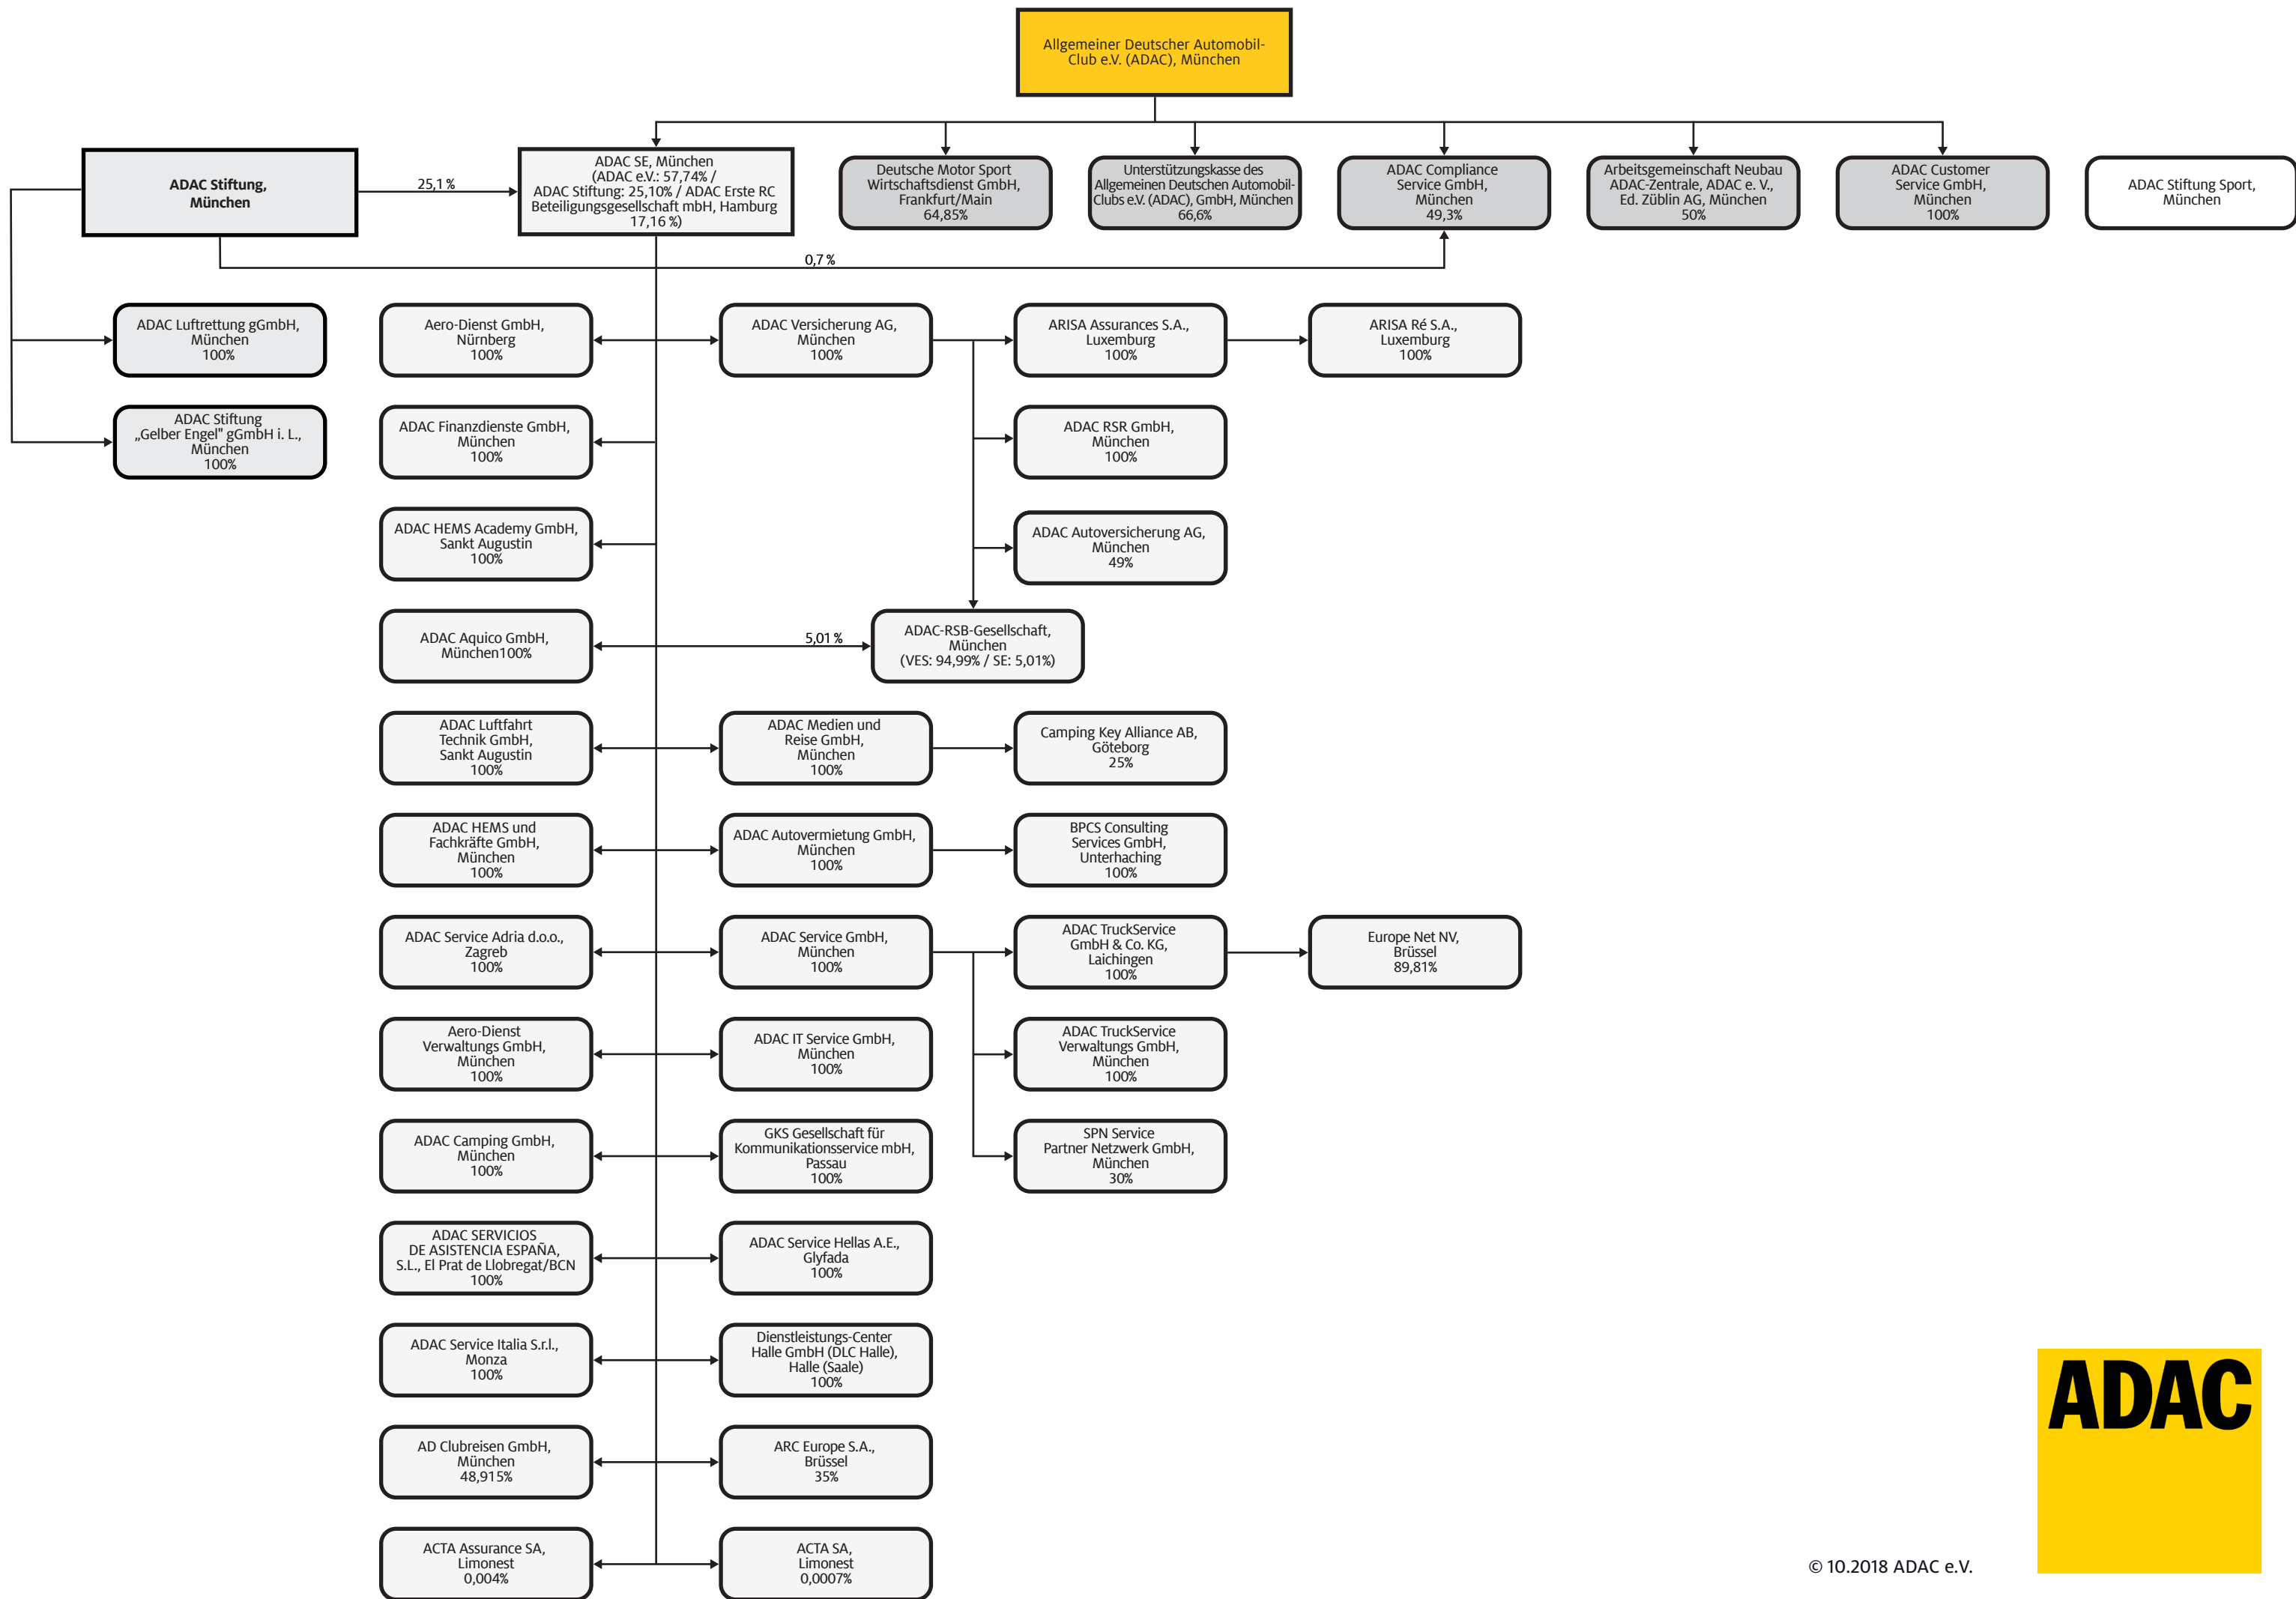 Allgemeiner Deutscher Automobil-
Club e.V. (ADAC), München
ADAC Stiftung,
München
25,1 %
ADAC SE, München
(ADAC e.V.: 57,74% /
ADAC Stiftung: 25,10% / ADAC Erste RC
Beteiligungsgesellschaft mbH, Hamburg
17,16 %)
Deutsche Motor Sport
Wirtschaftsdienst GmbH,
Frankfurt/Main
64,85%
Unterstützungskasse des
Allgemeinen Deutschen Automobil-
Clubs e.V. (ADAC), GmbH, München
66,6%
ADAC Compliance
Service GmbH,
München
49,3%
Arbeitsgemeinschaft Neubau
ADAC-Zentrale, ADAC e. V.,
Ed. Züblin AG, München
50%
ADAC Customer
Service GmbH,
München
100%
ADAC Stiftung Sport,
München
0,7 %
ADAC Luftrettung gGmbH,
München
100%
Aero-Dienst GmbH,
Nürnberg
100%
ADAC Versicherung AG,
München
100%
ARISA Assurances S.A.,
Luxemburg
100%
ARISA Ré S.A.,
Luxemburg
100%
ADAC Stiftung
„Gelber Engel" gGmbH i. L.,
München
100%
ADAC Finanzdienste GmbH,
München
100%
ADAC RSR GmbH,
München
100%
ADAC HEMS Academy GmbH,
Sankt Augustin
100%
ADAC Autoversicherung AG,
München
49%
ADAC Aquico GmbH,
München100%
5,01 %
ADAC-RSB-Gesellschaft,
München
(VES: 94,99% / SE: 5,01%)
ADAC Luftfahrt
Technik GmbH,
Sankt Augustin
100%
ADAC Medien und
Reise GmbH,
München
100%
Camping Key Alliance AB,
Göteborg
25%
ADAC HEMS und
Fachkräfte GmbH,
München
100%
ADAC Autovermietung GmbH,
München
100%
BPCS Consulting
Services GmbH,
Unterhaching
100%
ADAC Service Adria d.o.o.,
Zagreb
100%
ADAC Service GmbH,
München
100%
ADAC TruckService
GmbH & Co. KG,
Laichingen
100%
Europe Net NV,
Brüssel
89,81%
Aero-Dienst
Verwaltungs GmbH,
München
100%
ADAC IT Service GmbH,
München
100%
ADAC TruckService
Verwaltungs GmbH,
München
100%
ADAC Camping GmbH,
München
100%
GKS Gesellschaft für
Kommunikationsservice mbH,
Passau
100%
SPN Service
Partner Netzwerk GmbH,
München
30%
ADAC SERVICIOS
DE ASISTENCIA ESPAÑA,
S.L., El Prat de Llobregat/BCN
100%
ADAC Service Hellas A.E.,
Glyfada
100%
ADAC Service Italia S.r.l.,
Monza
100%
Dienstleistungs-Center
Halle GmbH (DLC Halle),
Halle (Saale)
100%
AD Clubreisen GmbH,
München
48,915%
ARC Europe S.A.,
Brüssel
35%
ACTA Assurance SA,
Limonest
0,004%
ACTA SA,
Limonest
0,0007%
ADAC
© 10.2018 ADAC e.V.